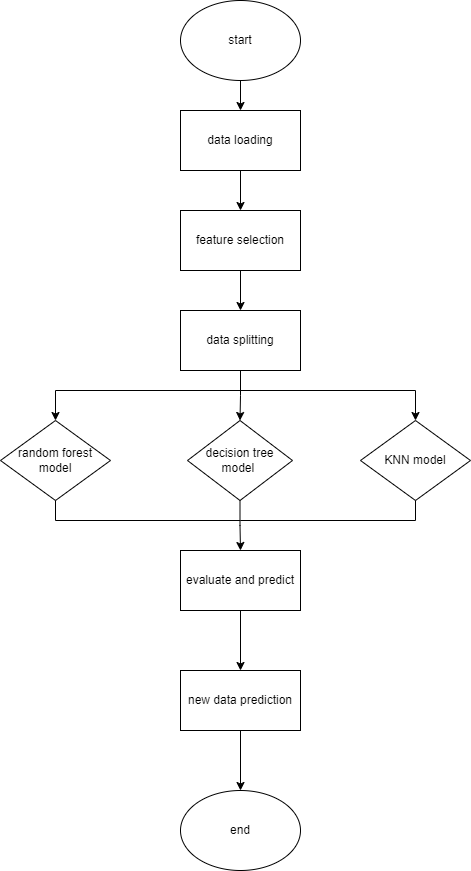 start
data loading
feature selection
data splitting
random forest
model
decision tree
model
KNN model
evaluate and predict
new data prediction
end